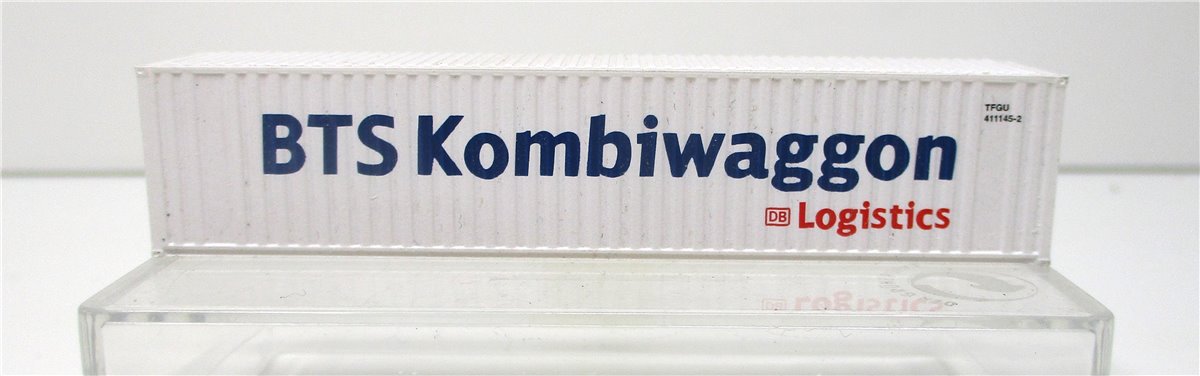 TFGU
411145-2
BTS Kombiwaggon
DB Logistics